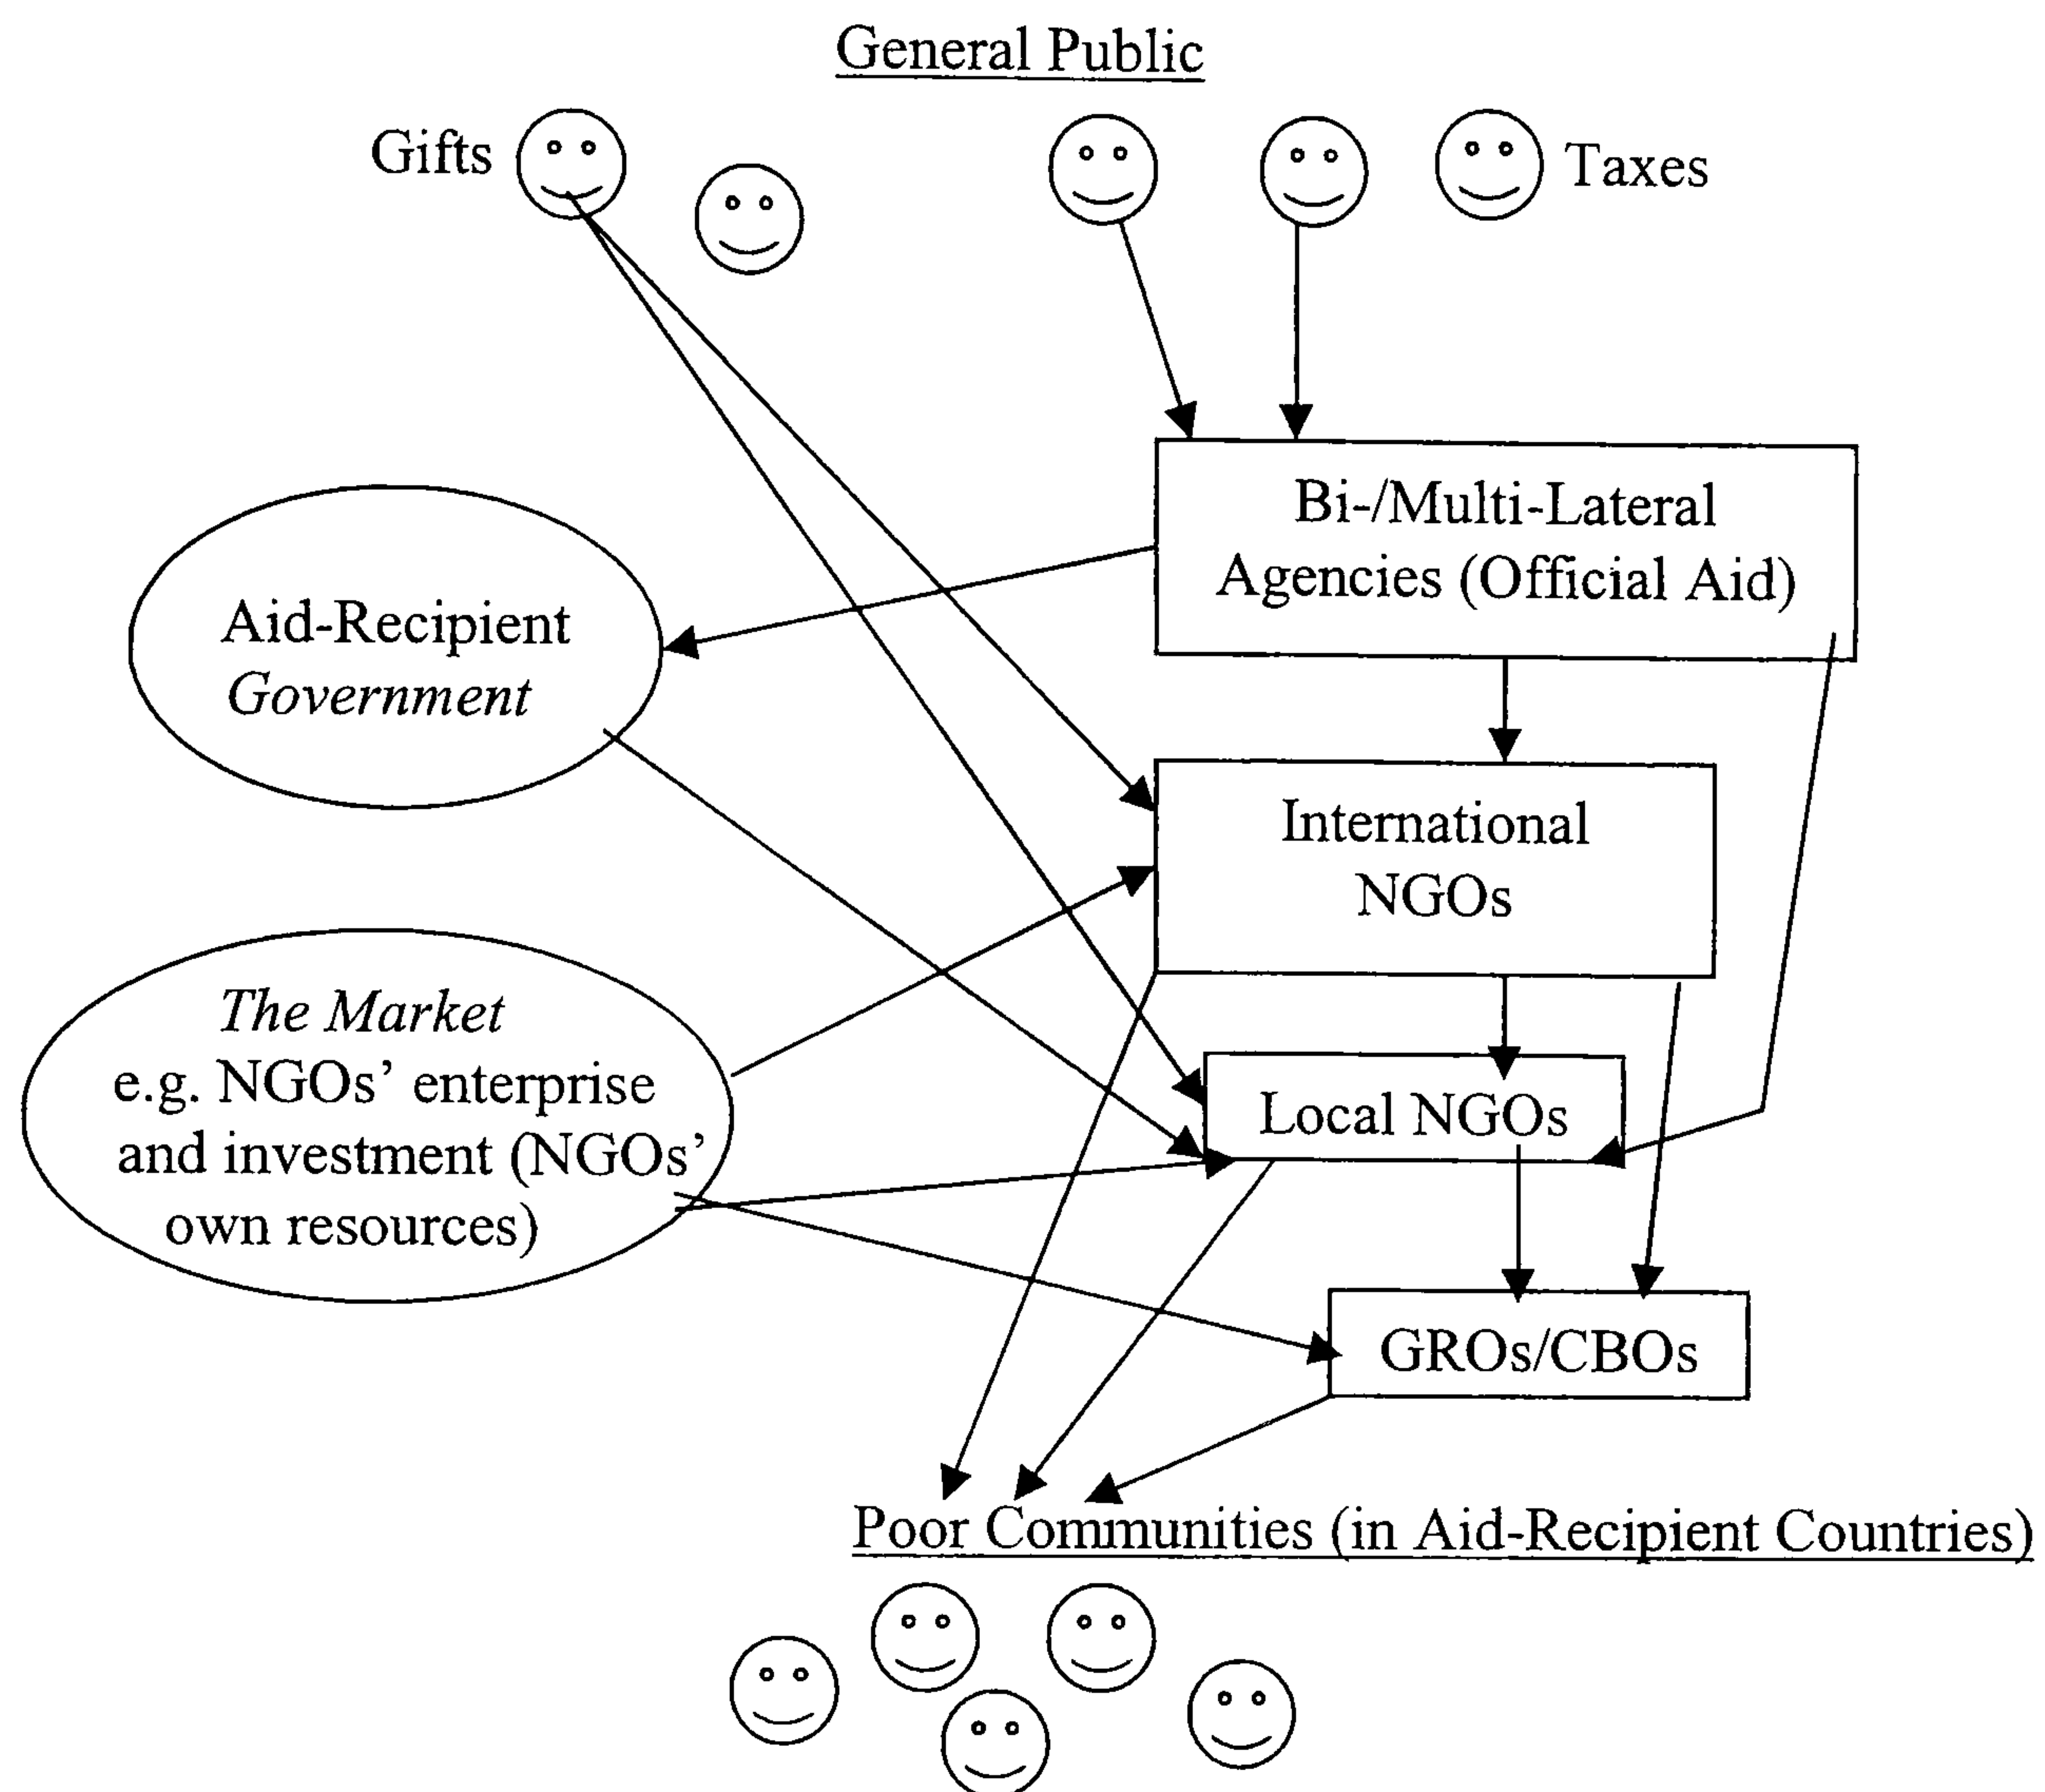 General Public
Gifts
Taxes
Bi-/Multi-Lateral
Agencies (Official Aid)
Aid-Recipient
Government
International
NGOs
The Market
e.g. NGOs’ enterprise
and investment (NGOs’
own resources)
Local NGOs
GROs/CBOs
Poor Communities (in Aid-Recipient Countries)